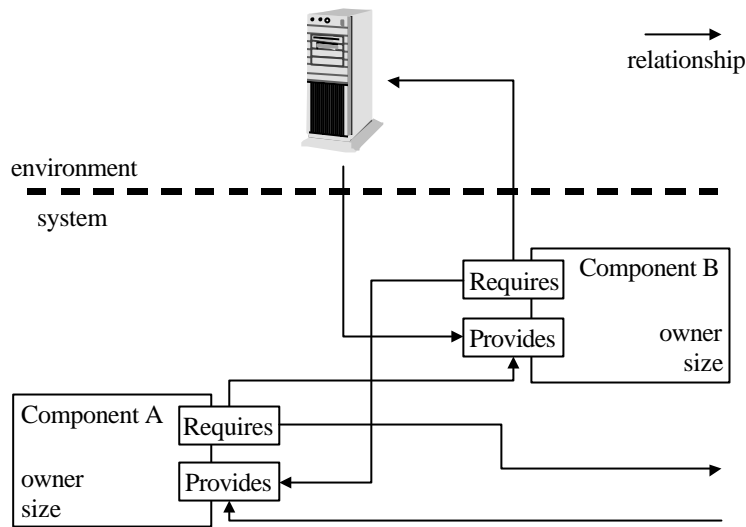 relationship
environment
system
Requires
Component B
Provides
owner
size
Component A
Requires
owner
size
Provides